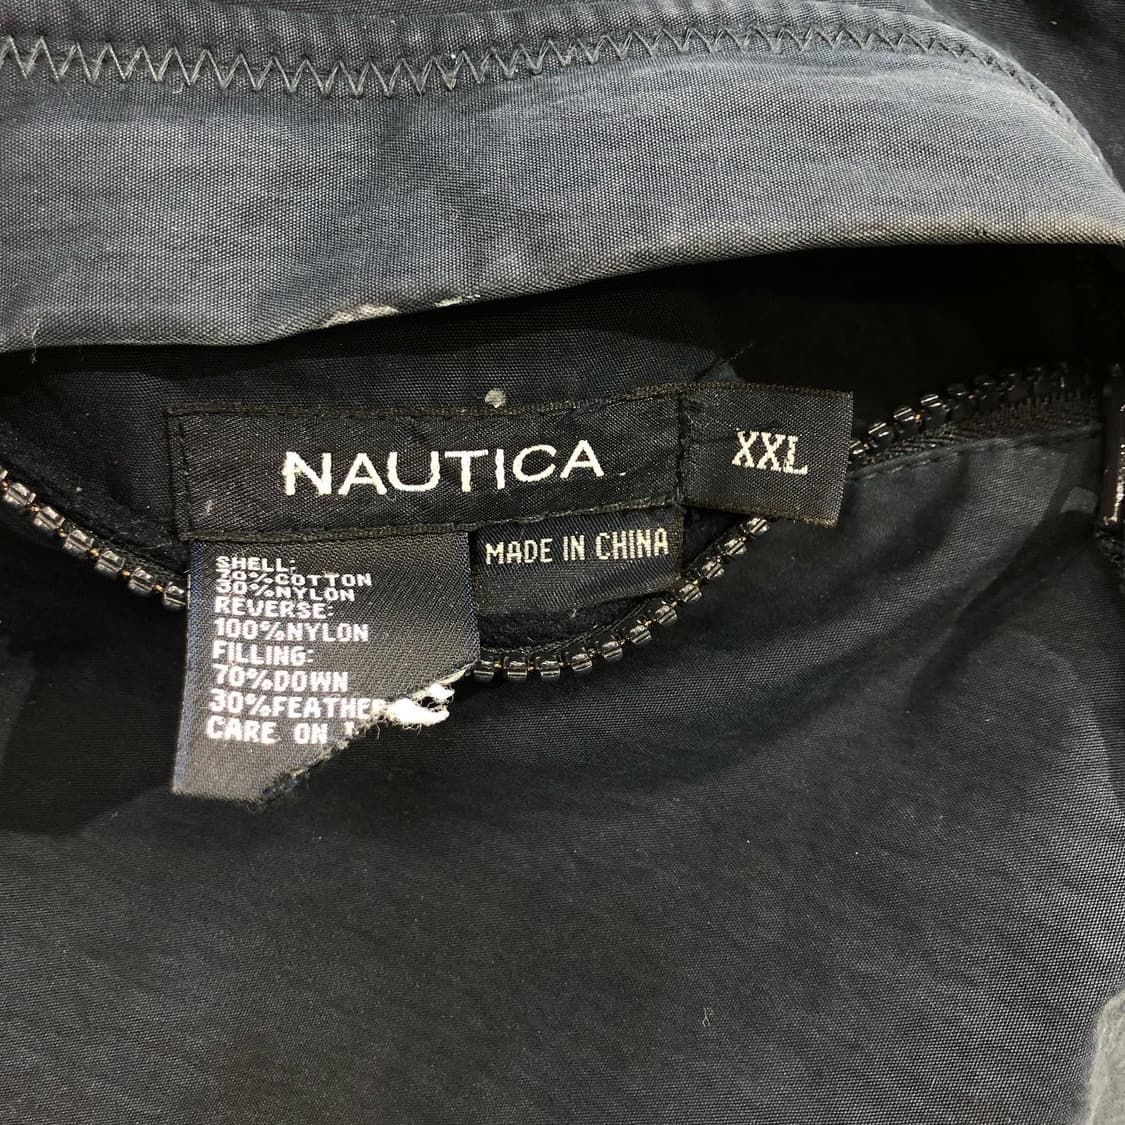 NAUTICA
XXL
MADE IN CHINA
SHELL:
70%COTTON
30%NYLON
REVERSE:
100%NYLON
FILLING:
70%DOWN
30%FEATHER
CARE ON